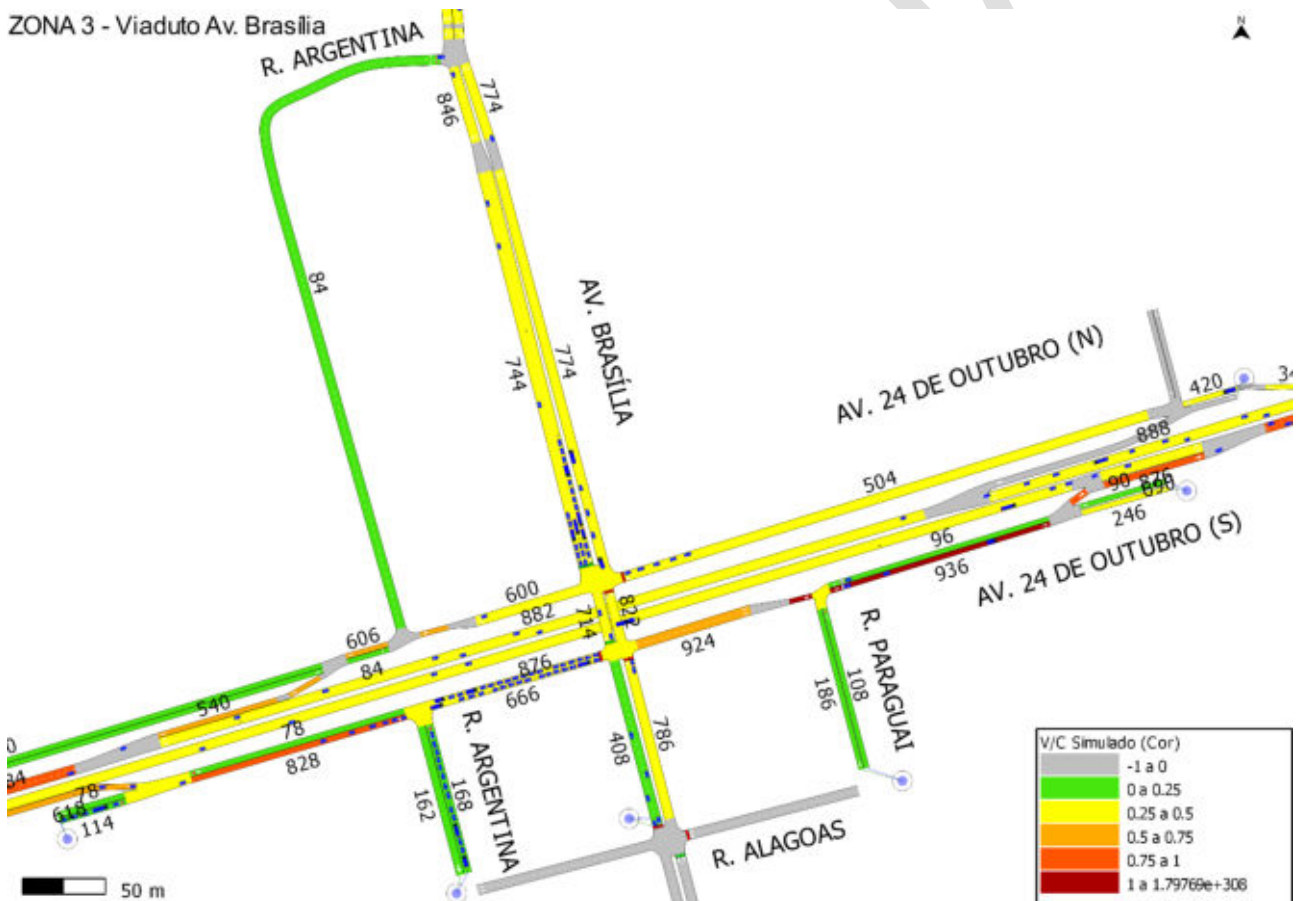 ZONA 3 - Viaduto Av. Brasília
N
R. ARGENTINA
774
846
84
AV. BRASÍLIA
774
744
AV. 24 DE OUTUBRO (N)
420
888
504
90
876
246
96
936
AV. 24 DE OUTUBRO (S)
600
822
714
882
606
84
924
876
666
R. PARAGUAI
108
186
540
78
828
R. ARGENTINA
168
162
408
786
78
618
114
R. ALAGOAS
50 m
V/C Simulado (Cor)
-1 a 0
0 a 0.25
0.25 a 0.5
0.5 a 0.75
0.75 a 1
1 a 1.79769e+308